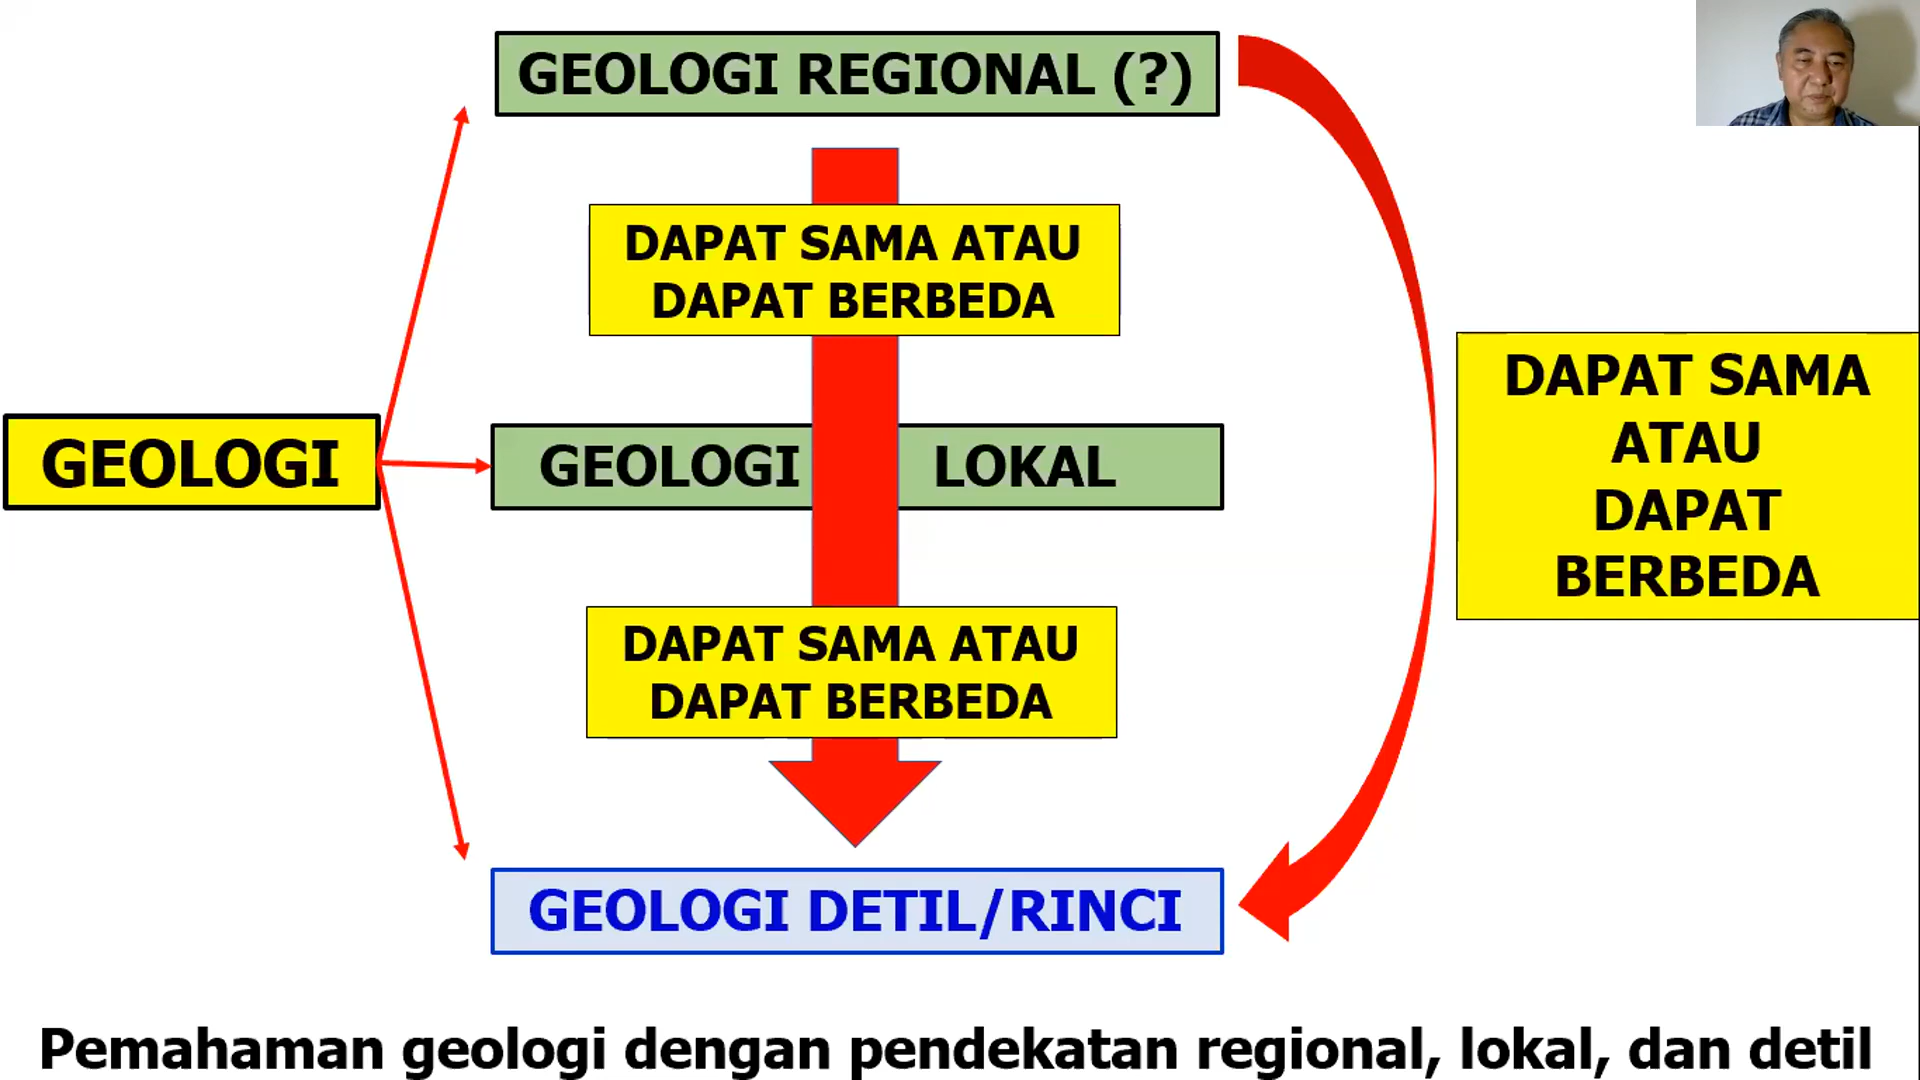 GEOLOGI REGIONAL (?)
DAPAT SAMA ATAU
DAPAT BERBEDA
GEOLOGI
GEOLOGI LOKAL
DAPAT SAMA
ATAU
DAPAT
BERBEDA
DAPAT SAMA ATAU
DAPAT BERBEDA
GEOLOGI DETIL/RINCI
Pemahaman geologi dengan pendekatan regional, lokal, dan detil